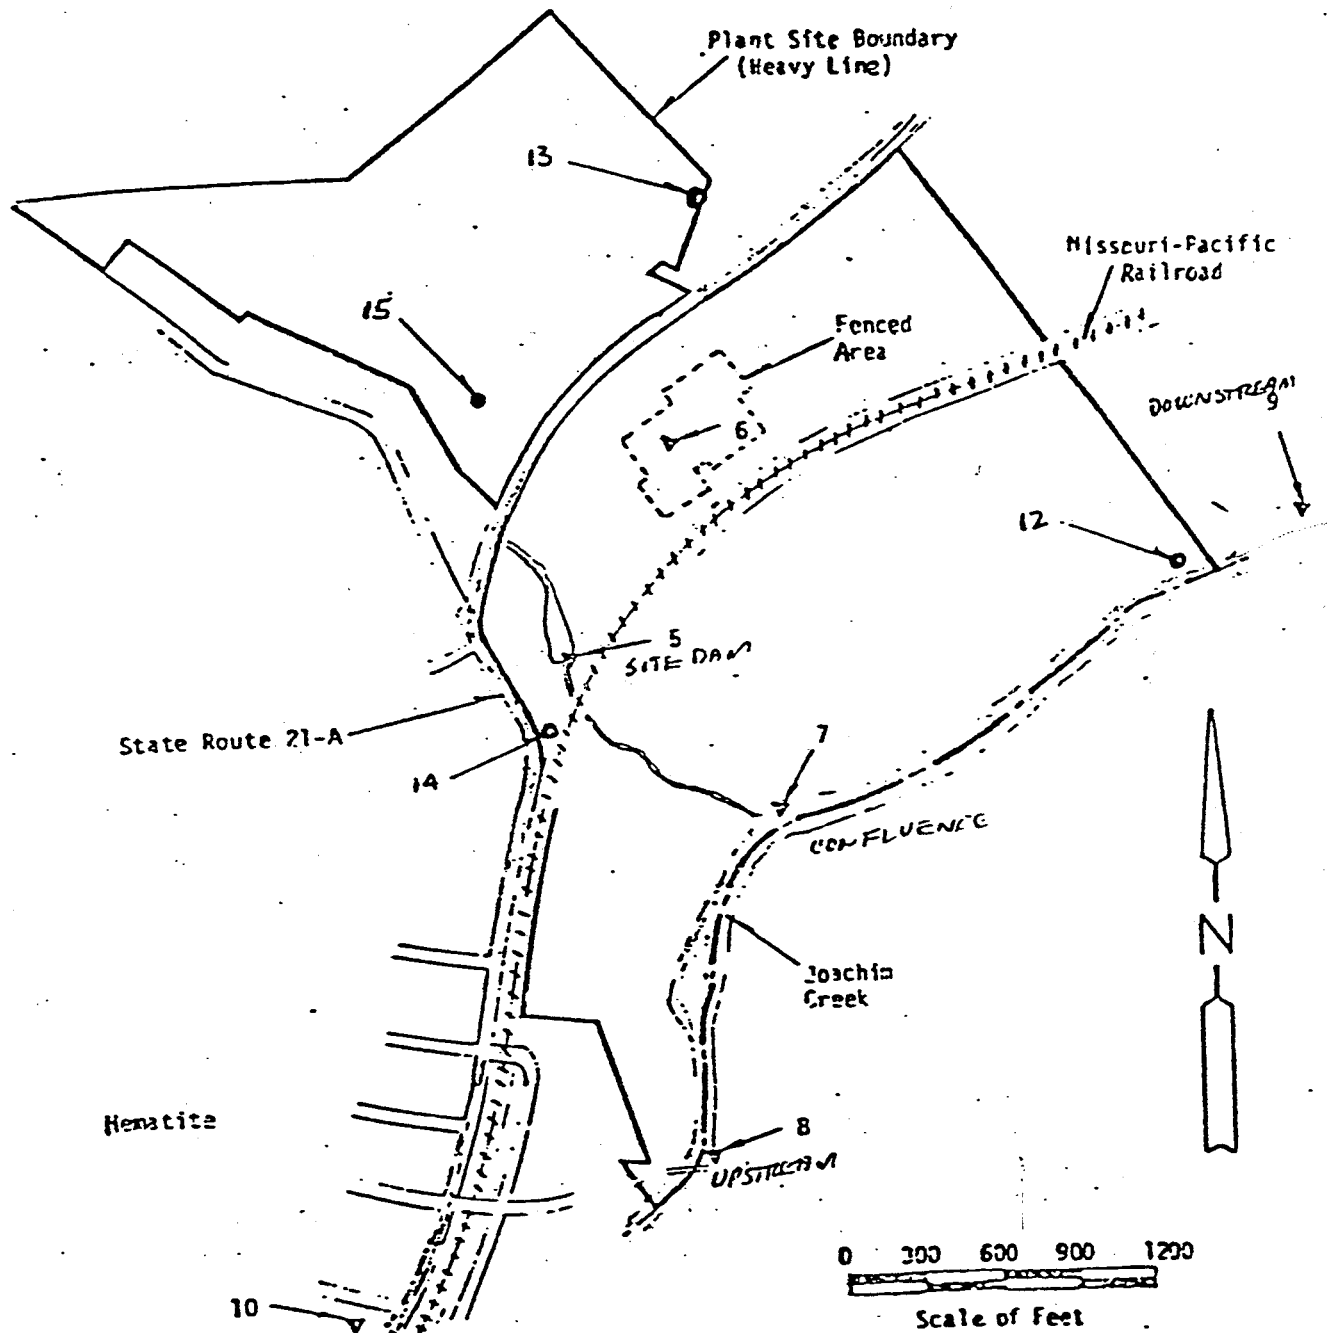 Plant Site Boundary
(Heavy Line)
13
Missouri-Pacific
Railroad
15
Fenced
Area
DOWNSTREAM
9
6
12
5
SITE DAM
State Route 21-A
14
7
CONFLUENCE
N
Joachim
Creek
Hematite
8
UPSTREAM
0 300 600 900 1200
10
Scale of Feet